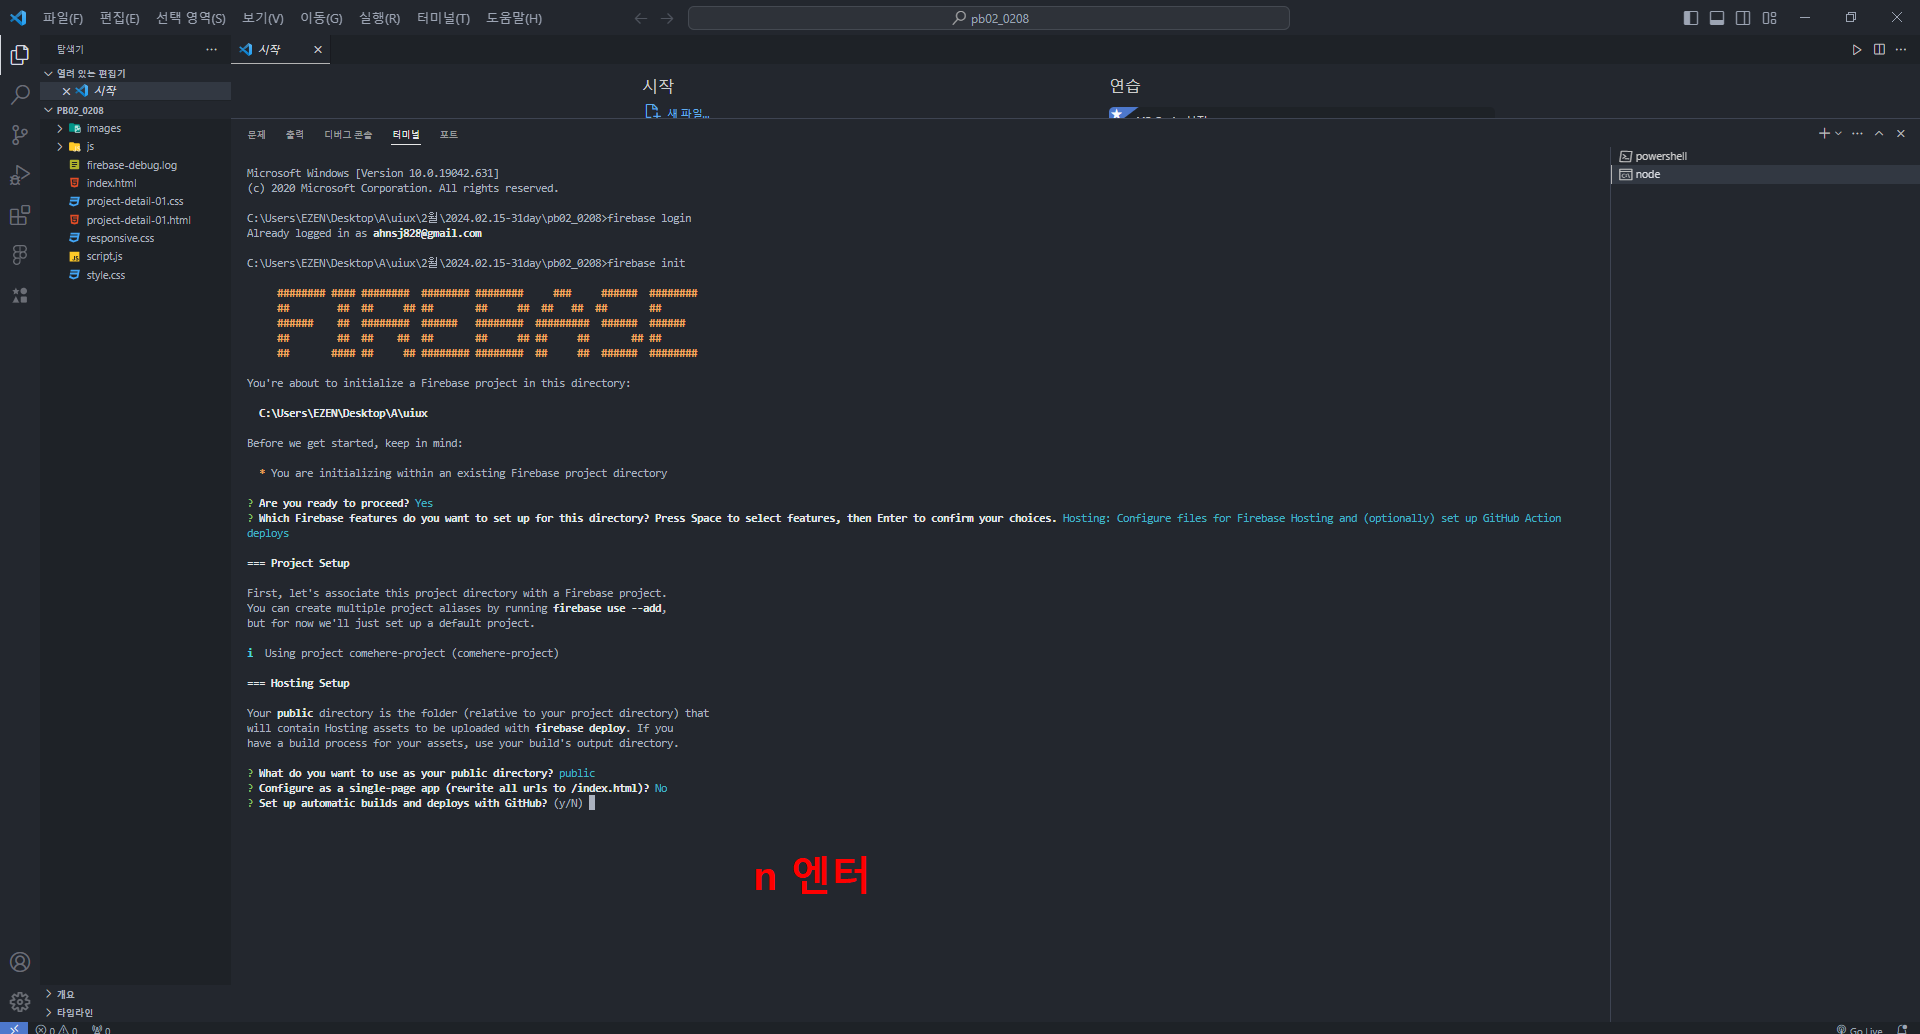 파일(F) 편집(E) 선택 영역(S) 보기(V) 이동(G) 실행(R) 터미널(T) 도움말(H)
pb02_0208
탐색기
시작
열려 있는 편집기
시작
PB02_0208
images
js
firebase-debug.log
index.html
project-detail-01.css
project-detail-01.html
responsive.css
script.js
style.css
개요
타임라인
시작
새 파일...
연습
문제 출력 디버그 콘솔 터미널 포트
powershell
node
Microsoft Windows [Version 10.0.19042.631]
(c) 2020 Microsoft Corporation. All rights reserved.
C:\Users\EZEN\Desktop\A\uiux\2월\2024.02.15-31day\pb02_0208>firebase login
Already logged in as ahnsj828@gmail.com
C:\Users\EZEN\Desktop\A\uiux\2월\2024.02.15-31day\pb02_0208>firebase init
FIREBASE
You're about to initialize a Firebase project in this directory:
C:\Users\EZEN\Desktop\A\uiux
Before we get started, keep in mind:
* You are initializing within an existing Firebase project directory
? Are you ready to proceed? Yes
? Which Firebase features do you want to set up for this directory? Press Space to select features, then Enter to confirm your choices. Hosting: Configure files for Firebase Hosting and (optionally) set up GitHub Action
deploys
=== Project Setup
First, let's associate this project directory with a Firebase project.
You can create multiple project aliases by running firebase use --add,
but for now we'll just set up a default project.
i Using project comehere-project (comehere-project)
=== Hosting Setup
Your public directory is the folder (relative to your project directory) that
will contain Hosting assets to be uploaded with firebase deploy. If you
have a build process for your assets, use your build's output directory.
? What do you want to use as your public directory? public
? Configure as a single-page app (rewrite all urls to /index.html)? No
? Set up automatic builds and deploys with GitHub? (y/N)
n 엔터
0 0 0
Go Live